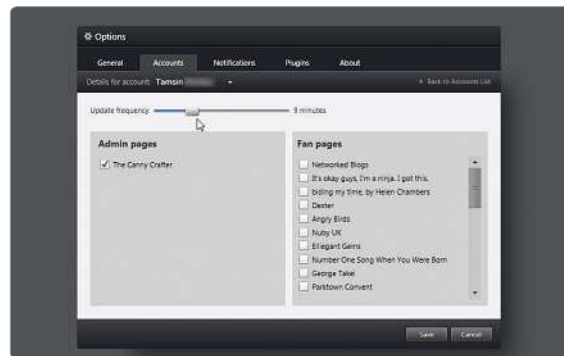 Options
General Accounts Notifications Plugins About
Details for account: Tamsin
Back to Accounts List
Update frequency 9 minutes
Admin pages
The Canny Crafter
Fan pages
Networked Blogs
It's okay guys, I'm a ninja. I got this.
biding my time, by Helen Chambers
Dexter
Angry Birds
Nuby UK
Ellegant Gems
Number One Song When You Were Born
George Takei
Parktown Convent
Save Cancel